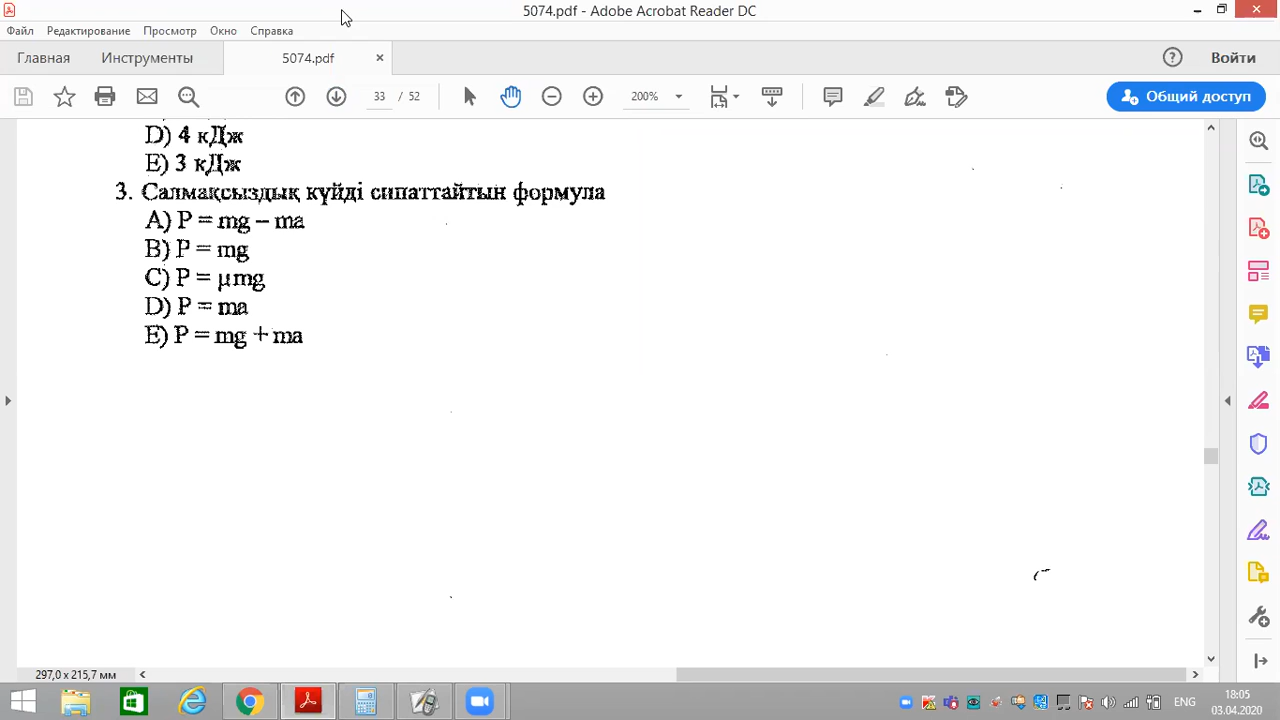 5074.pdf - Adobe Acrobat Reader DC
Файл Редактирование Просмотр Окно Справка
Главная Инструменты 5074.pdf × Войти
33 / 52 200% Общий доступ
D) 4 кДж
E) 3 кДж
3. Салмақсыздық күйді сипаттайтын формула
A) P = mg – ma
B) P = mg
C) P = μmg
D) P = ma
E) P = mg + ma
297,0 x 215,7 мм
ENG 18:05
03.04.2020